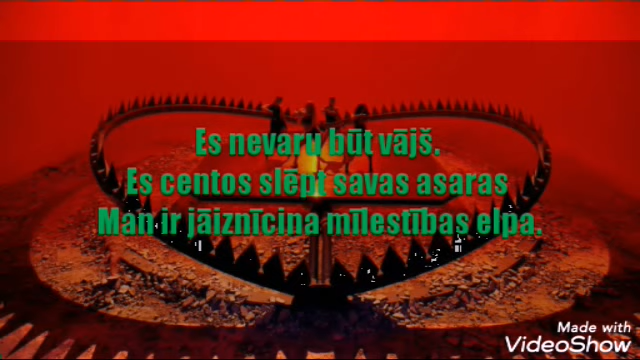 Es nevaru būt vājš.
Es centos slēpt savas asaras
Man ir jāiznīcina mīlestības elpa.
Made with
VideoShow